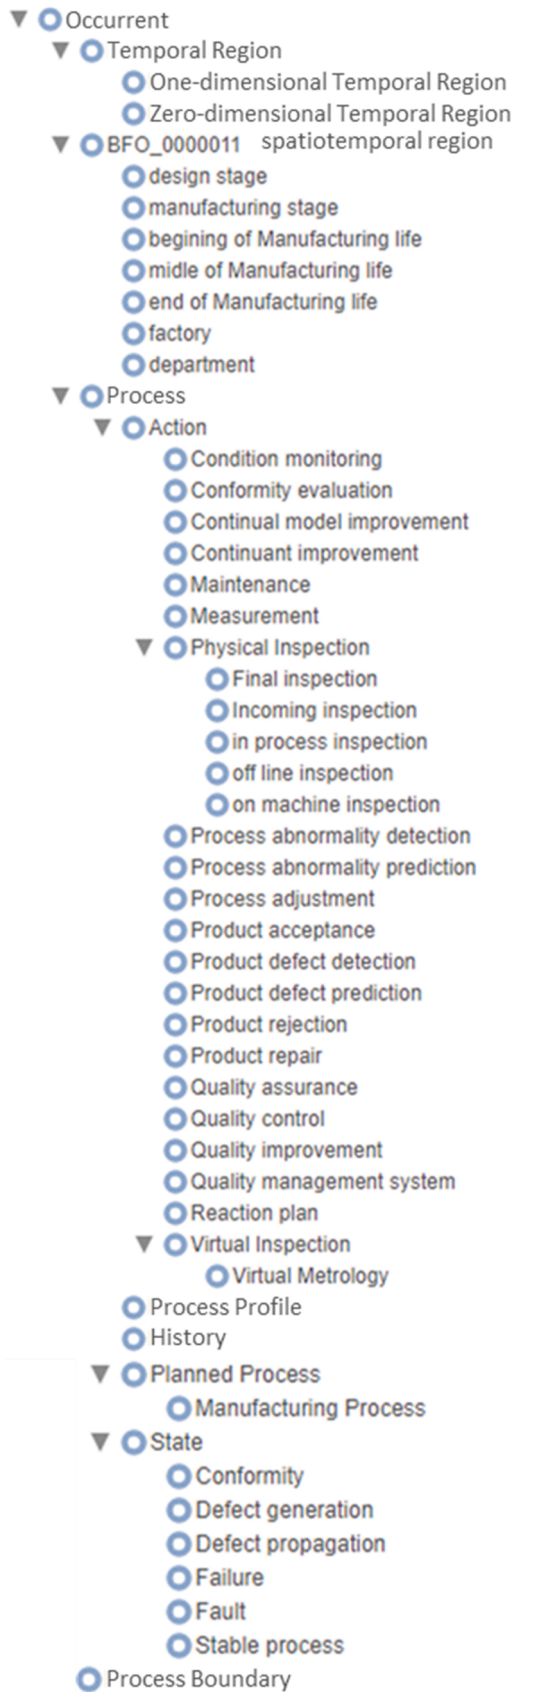 Occurrent
Temporal Region
One-dimensional Temporal Region
Zero-dimensional Temporal Region
BFO_0000011 spatiotemporal region
design stage
manufacturing stage
begining of Manufacturing life
midle of Manufacturing life
end of Manufacturing life
factory
department
Process
Action
Condition monitoring
Conformity evaluation
Continual model improvement
Continuant improvement
Maintenance
Measurement
Physical Inspection
Final inspection
Incoming inspection
in process inspection
off line inspection
on machine inspection
Process abnormality detection
Process abnormality prediction
Process adjustment
Product acceptance
Product defect detection
Product defect prediction
Product rejection
Product repair
Quality assurance
Quality control
Quality improvement
Quality management system
Reaction plan
Virtual Inspection
Virtual Metrology
Process Profile
History
Planned Process
Manufacturing Process
State
Conformity
Defect generation
Defect propagation
Failure
Fault
Stable process
Process Boundary